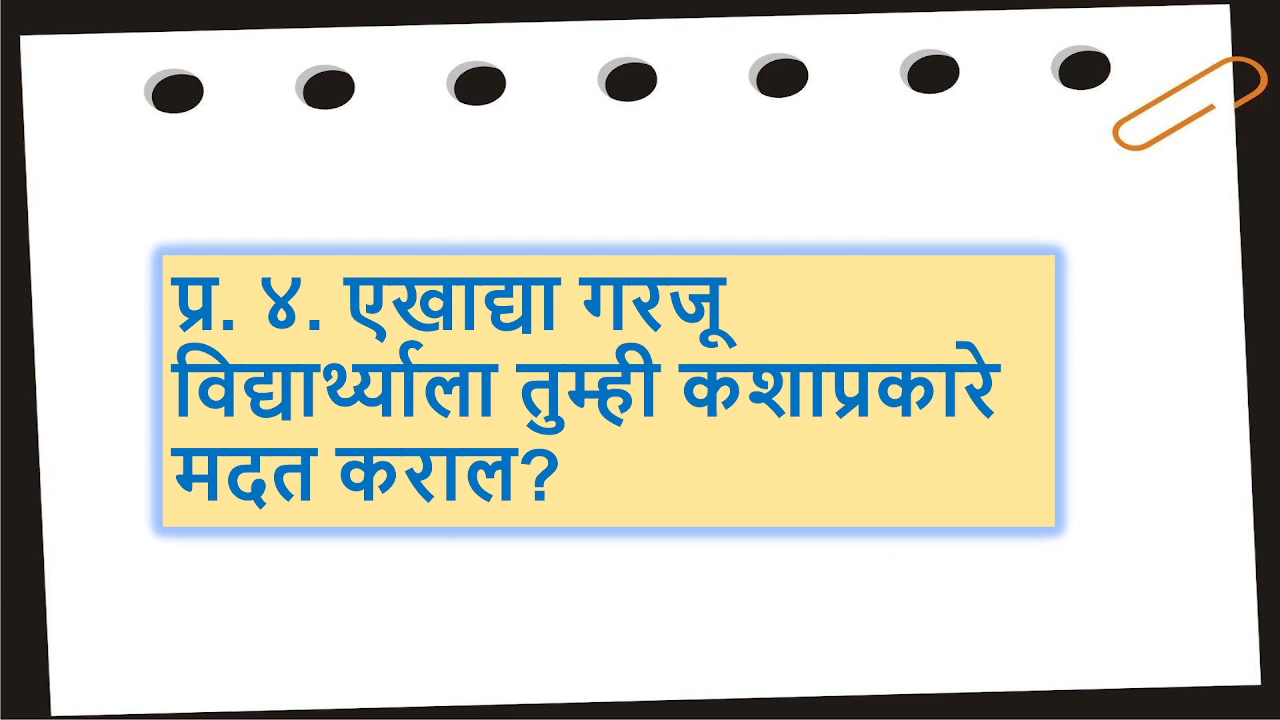 प्र. ४. एखाद्या गरजू
विद्यार्थ्याला तुम्ही कशाप्रकारे
मदत कराल?